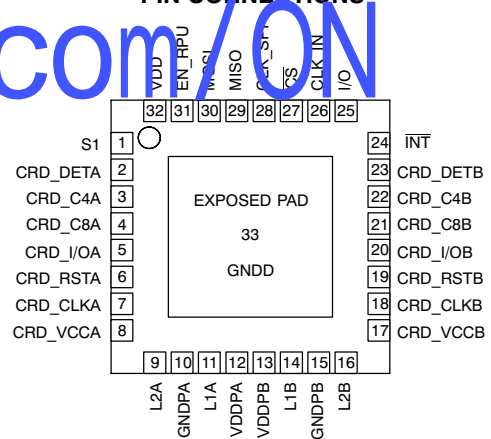 com/ON
VDD
EN_RPU
MOSI
MISO
CLK_SPI
CS
CLK_IN
I/O
32 31 30 29 28 27 26 25
S1 1
CRD_DETA 2
CRD_C4A 3
CRD_C8A 4
CRD_I/OA 5
CRD_RSTA 6
CRD_CLKA 7
CRD_VCCA 8
EXPOSED PAD
33
GNDD
24 INT
23 CRD_DETB
22 CRD_C4B
21 CRD_C8B
20 CRD_I/OB
19 CRD_RSTB
18 CRD_CLKB
17 CRD_VCCB
9 10 11 12 13 14 15 16
L2A
GNDPA
L1A
VDDPA
VDDPB
L1B
GNDPB
L2B